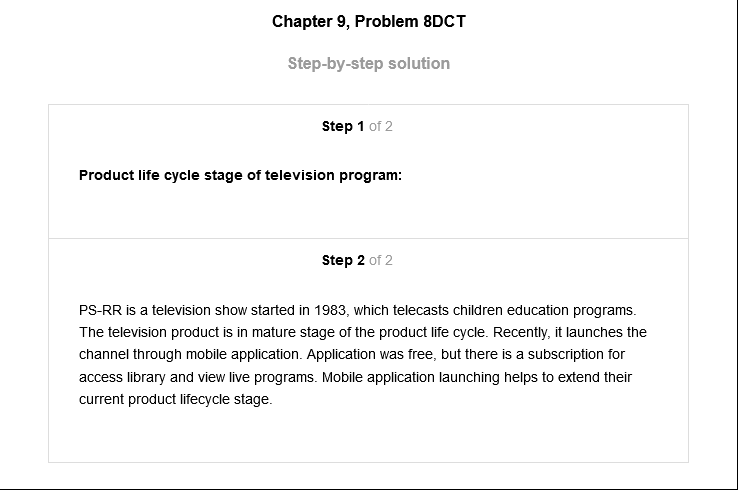 Chapter 9, Problem 8DCT
Step-by-step solution
Step 1 of 2
Product life cycle stage of television program:
Step 2 of 2
PS-RR is a television show started in 1983, which telecasts children education programs.
The television product is in mature stage of the product life cycle. Recently, it launches the
channel through mobile application. Application was free, but there is a subscription for
access library and view live programs. Mobile application launching helps to extend their
current product lifecycle stage.